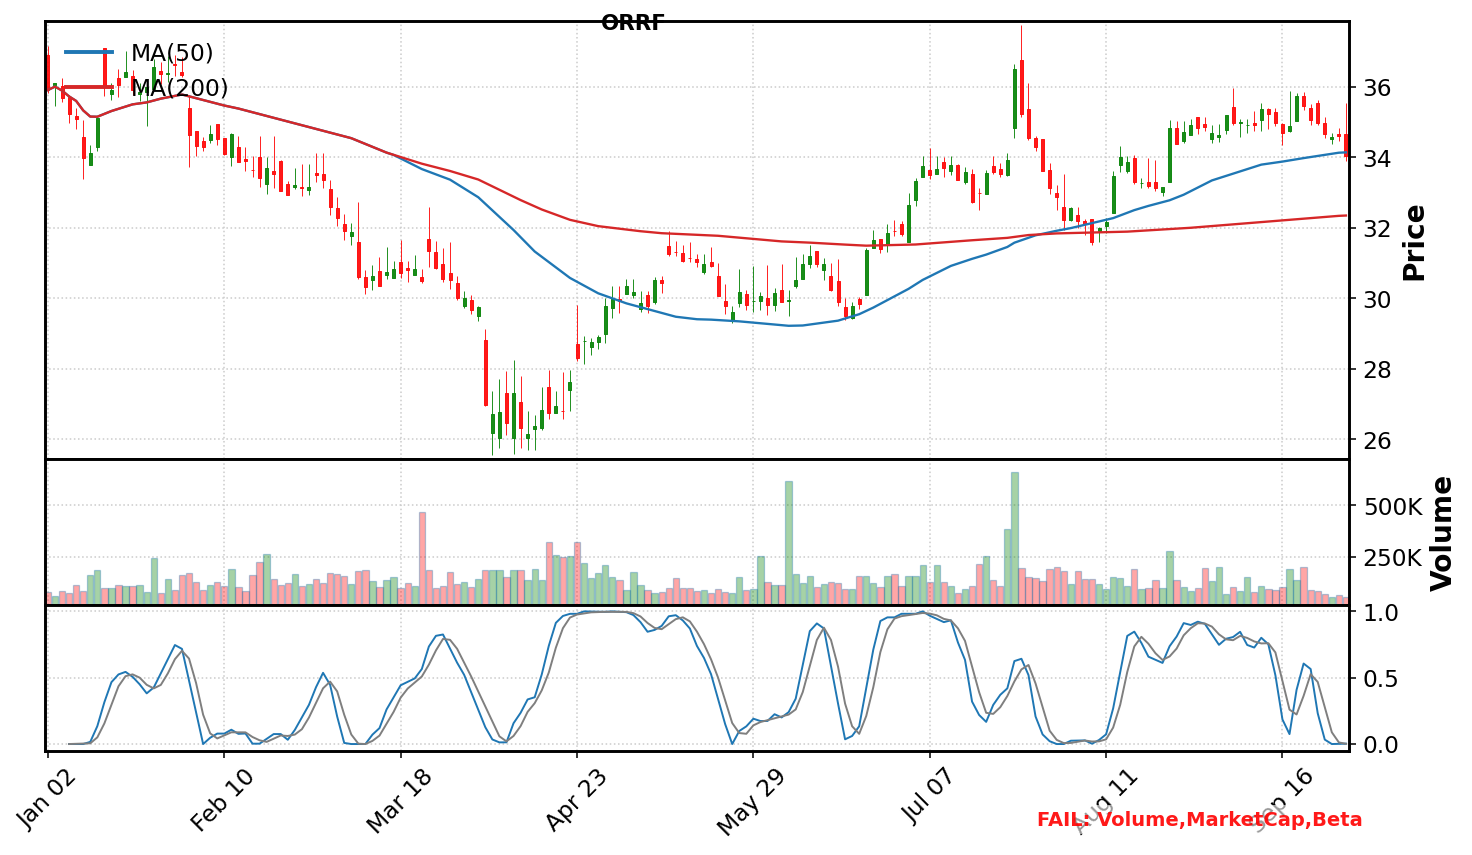 ORRF
MA(50)
MA(200)
36
34
32
30
28
26
Price
500K
250K
Volume
1.0
0.5
0.0
Jan 02
Feb 10
Mar 18
Apr 23
May 29
Jul 07
Aug 11
Sep 16
FAIL: Volume,MarketCap,Beta